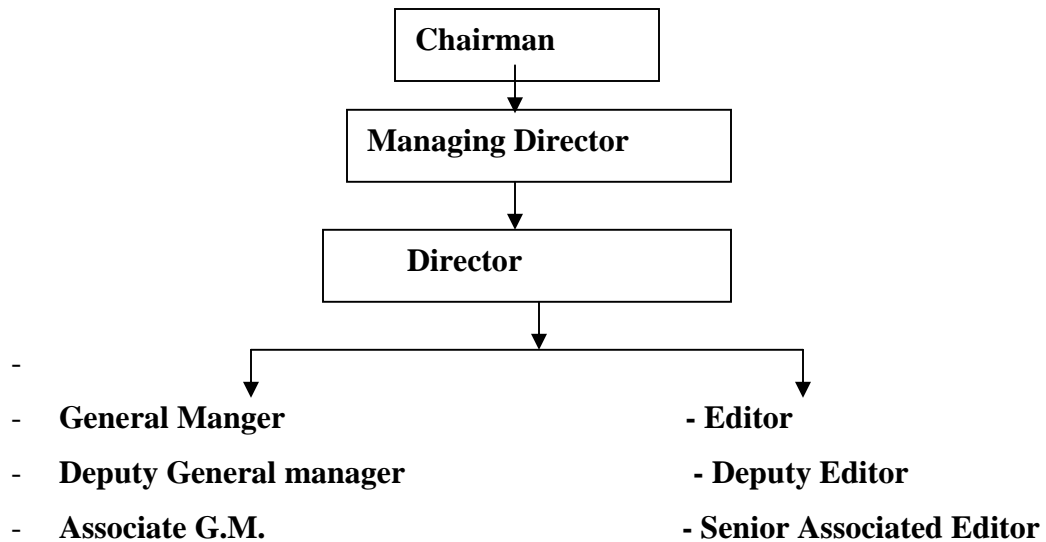 Chairman
Managing Director
Director
-
- General Manger - Editor
- Deputy General manager - Deputy Editor
- Associate G.M. - Senior Associated Editor